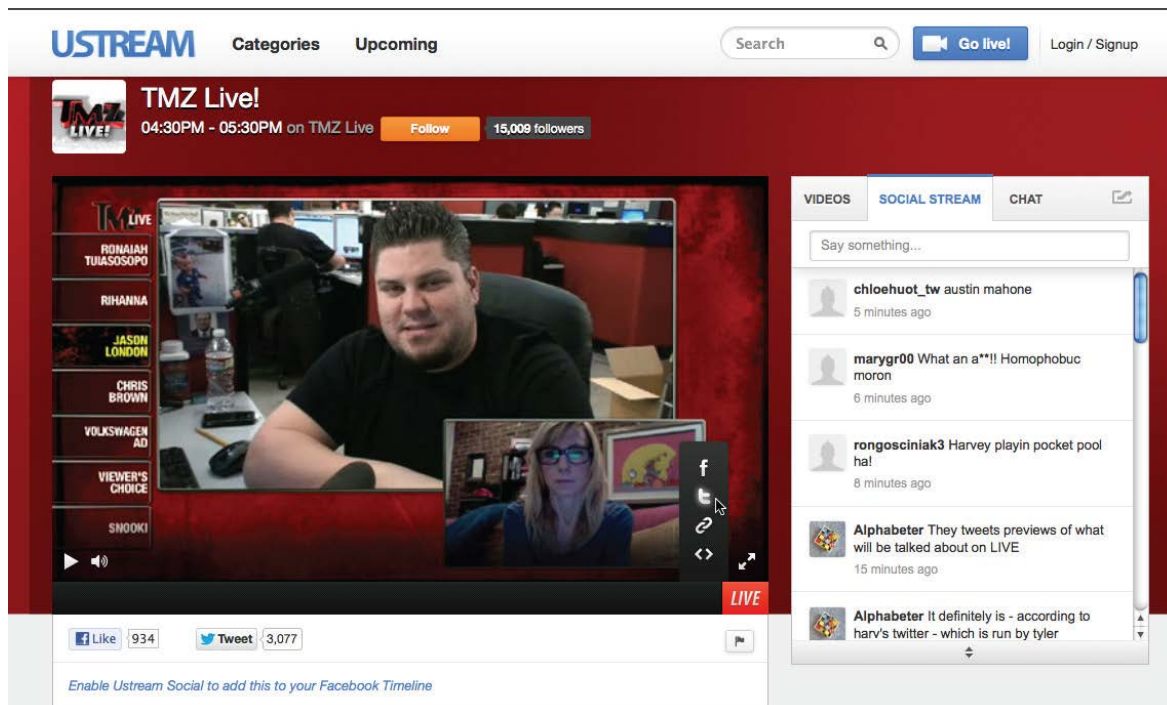 USTREAM Categories Upcoming Search Go live! Login / Signup
TMZ Live!
TMZ
LIVE!
04:30PM - 05:30PM on TMZ Live Follow 15,009 followers
TMZ LIVE
RONAIAH
TUIASOSOPO
RIHANNA
JASON
LONDON
CHRIS
BROWN
VOLKSWAGEN
AD
VIEWER'S
CHOICE
SNOOKI
LIVE
VIDEOS SOCIAL STREAM CHAT
Say something...
chloehuot_tw austin mahone
5 minutes ago
marygr00 What an a**!! Homophobuc
moron
6 minutes ago
rongosciniak3 Harvey playin pocket pool
ha!
8 minutes ago
Alphabeter They tweets previews of what
will be talked about on LIVE
15 minutes ago
Alphabeter It definitely is - according to
harv's twitter - which is run by tyler
Like 934 Tweet 3,077
Enable Ustream Social to add this to your Facebook Timeline